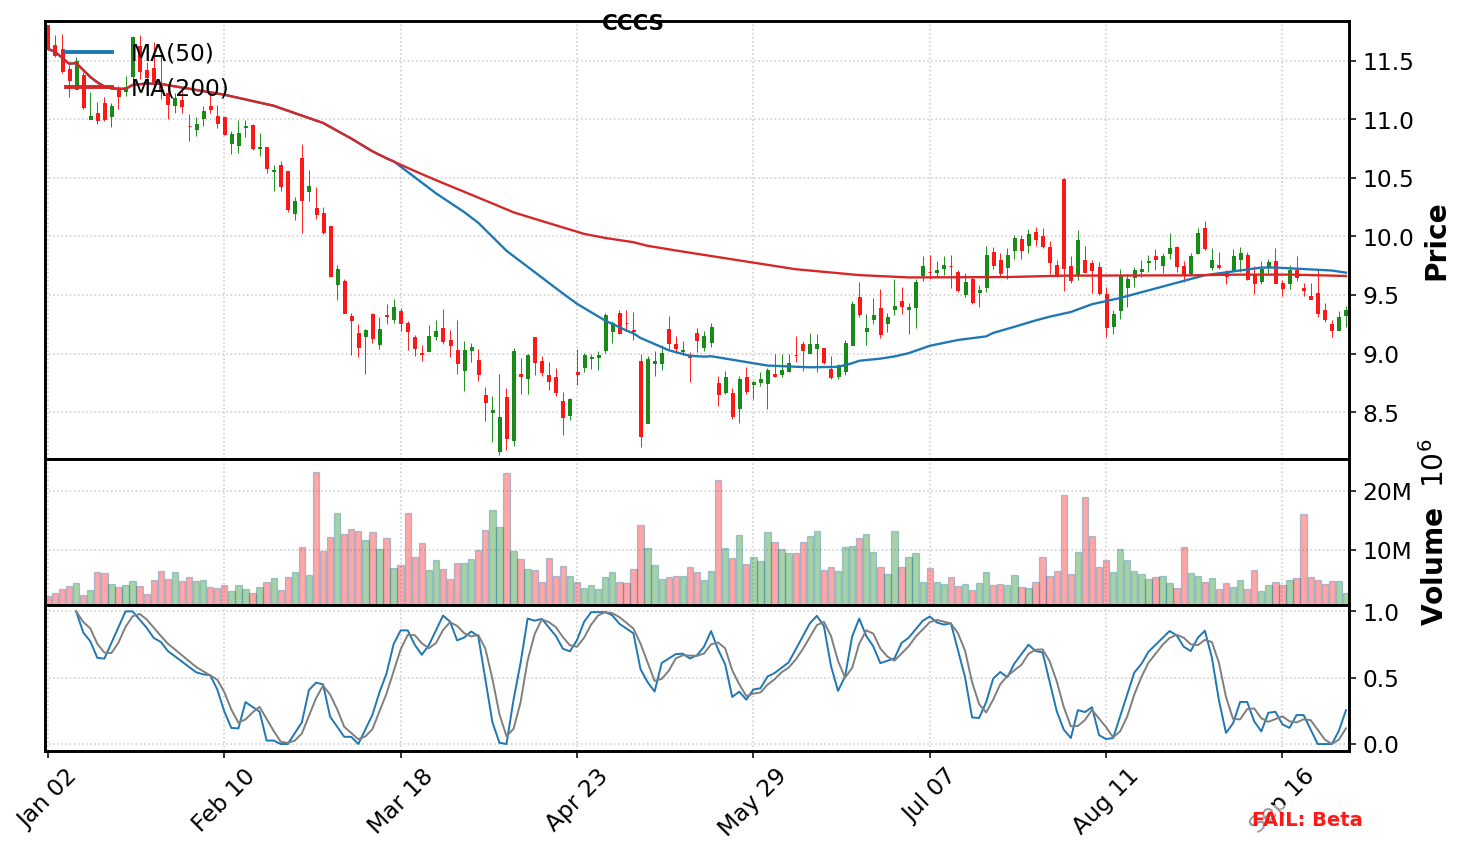 CCCS
MA(50)
MA(200)
11.5
11.0
10.5
10.0
9.5
9.0
8.5
Price
20M
10M
Volume 10⁶
1.0
0.5
0.0
Jan 02
Feb 10
Mar 18
Apr 23
May 29
Jul 07
Aug 11
Sep 16
FAIL: Beta